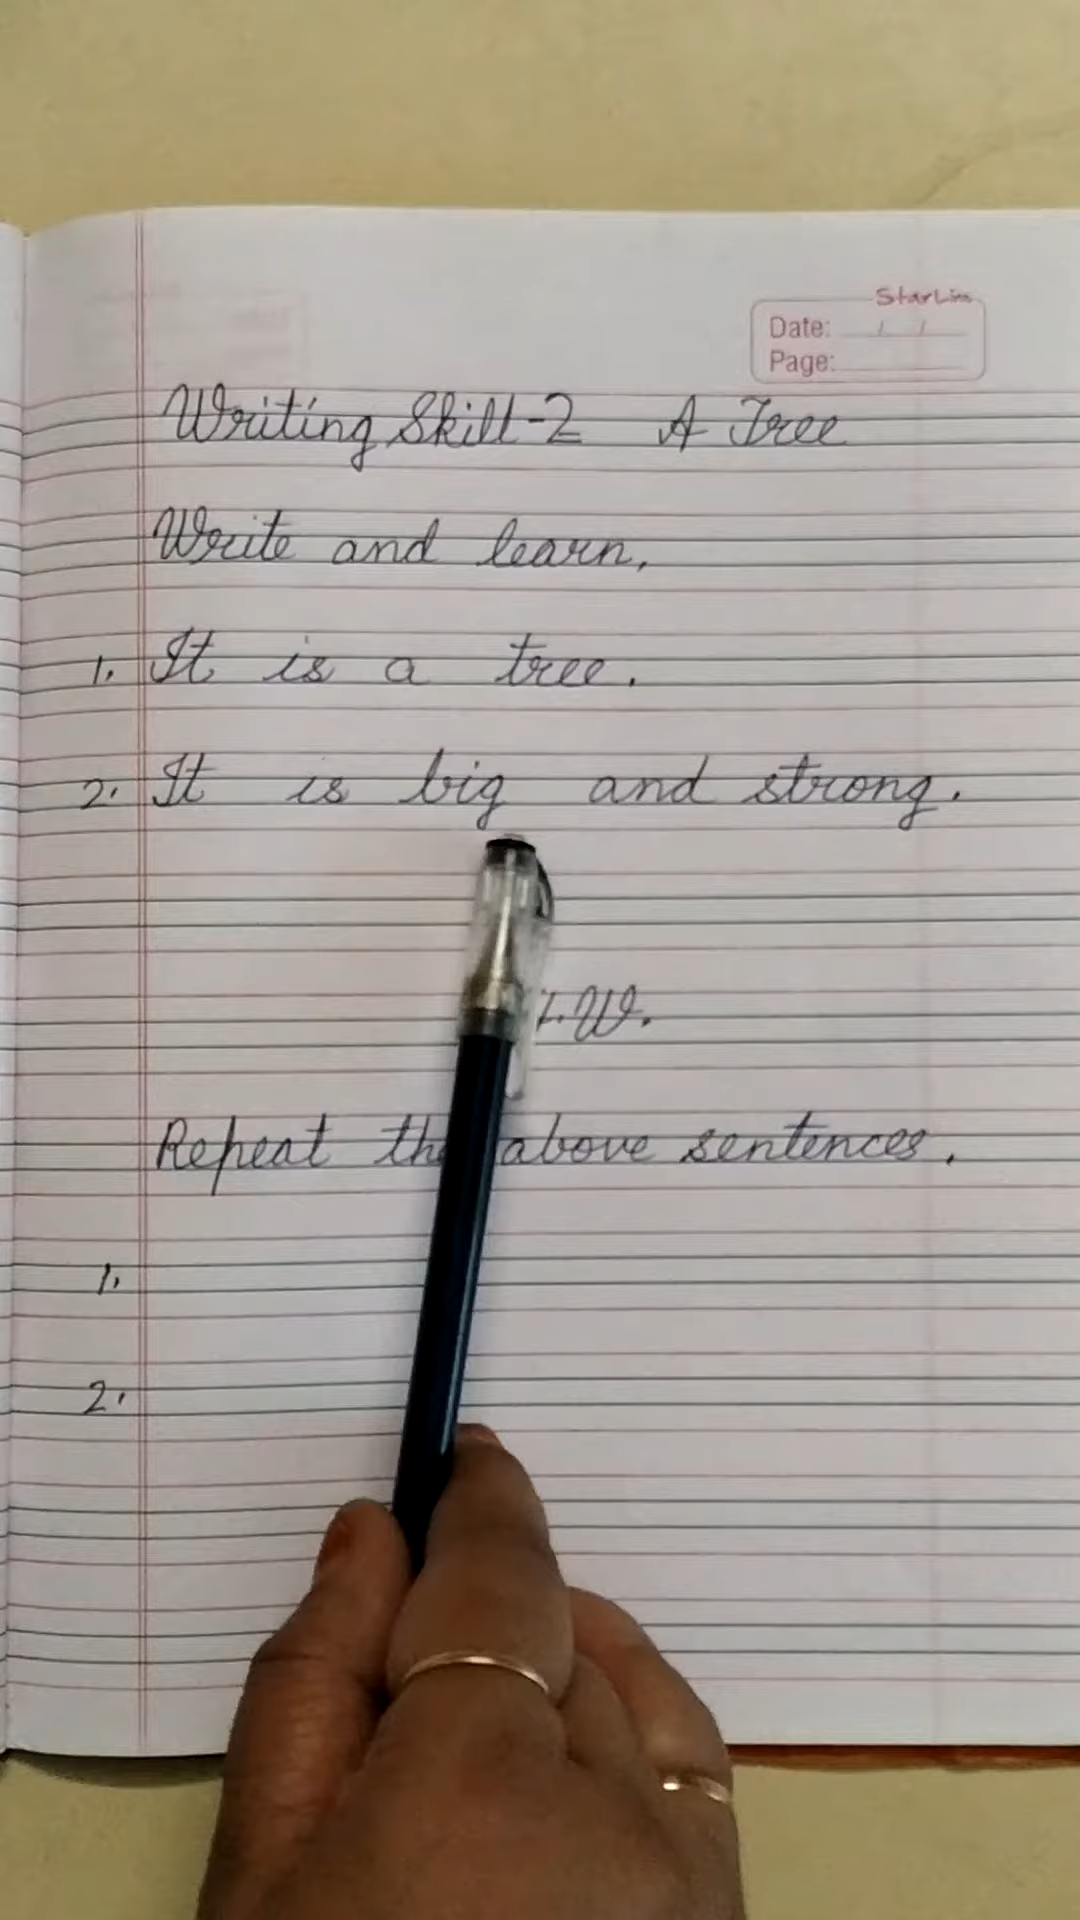 StarLine
Date:
Page:
Writing Skill-2 A Tree
Write and learn,
1. It is a tree.
2. It is big and strong.
.W.
Repeat the above sentences.
1.
2.